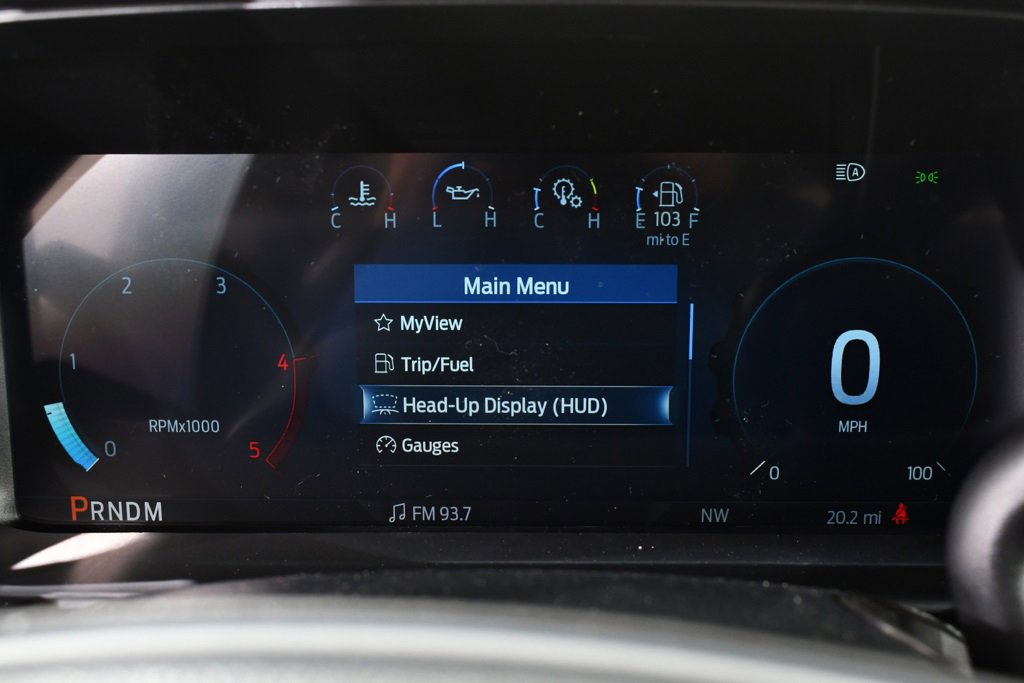 A
C H
L H
C H
E 103 F
mi to E
Main Menu
MyView
Trip/Fuel
Head-Up Display (HUD)
Gauges
0
1
2
3
4
5
RPMx1000
0
MPH
0
100
PRNDM
FM 93.7
NW
20.2 mi